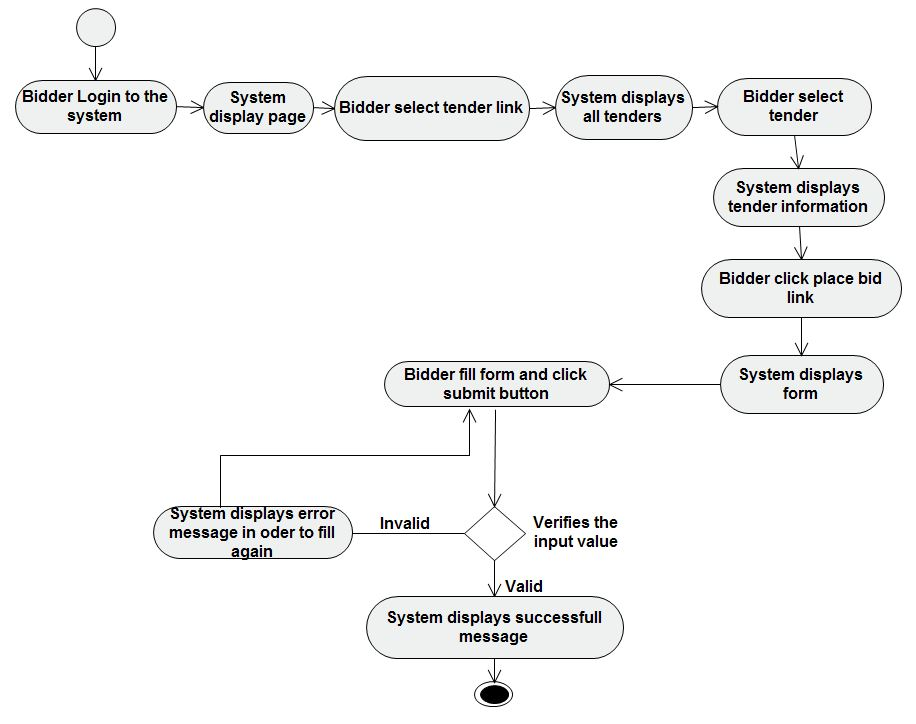 Bidder Login to the
system
System
display page
Bidder select tender link
System displays
all tenders
Bidder select
tender
System displays
tender information
Bidder click place bid
link
System displays
form
Bidder fill form and click
submit button
Verifies the
input value
Invalid
System displays error
message in oder to fill
again
Valid
System displays successfull
message